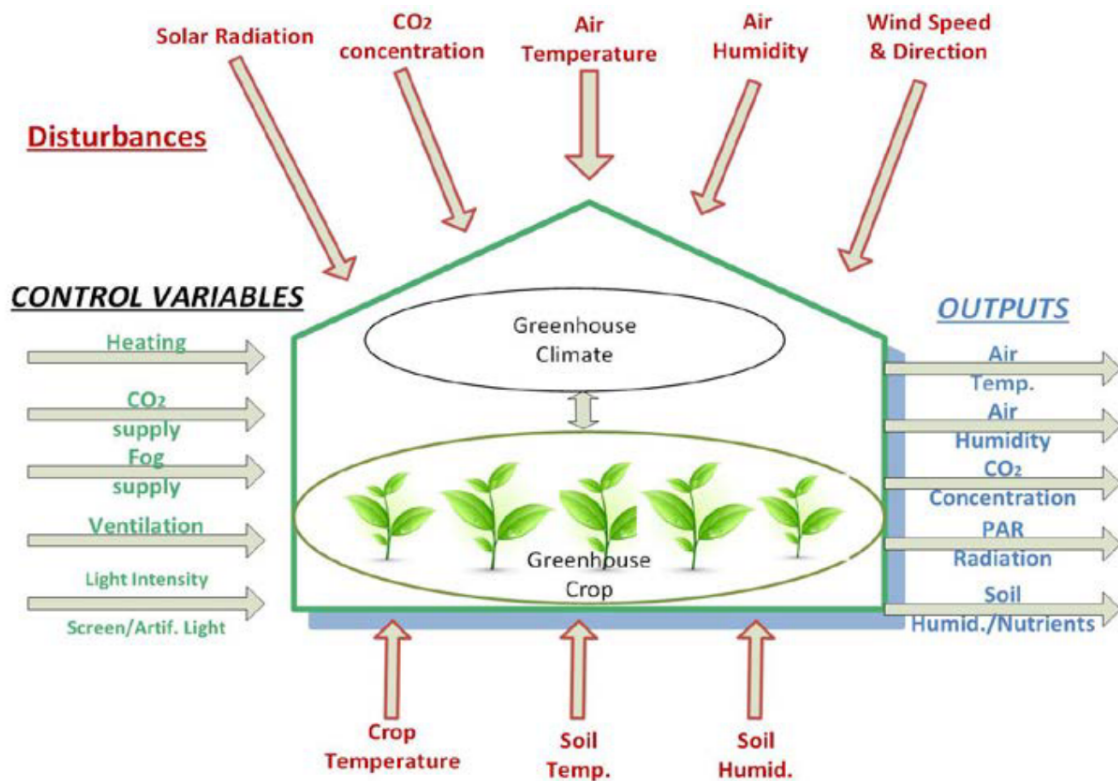 Solar Radiation
CO₂
concentration
Air
Temperature
Air
Humidity
Wind Speed
& Direction
Disturbances
CONTROL VARIABLES
Heating
CO₂
supply
Fog
supply
Ventilation
Light Intensity
Screen/Artif. Light
Greenhouse
Climate
Greenhouse
Crop
OUTPUTS
Air
Temp.
Air
Humidity
CO₂
Concentration
PAR
Radiation
Soil
Humid./Nutrients
Crop
Temperature
Soil
Temp.
Soil
Humid.